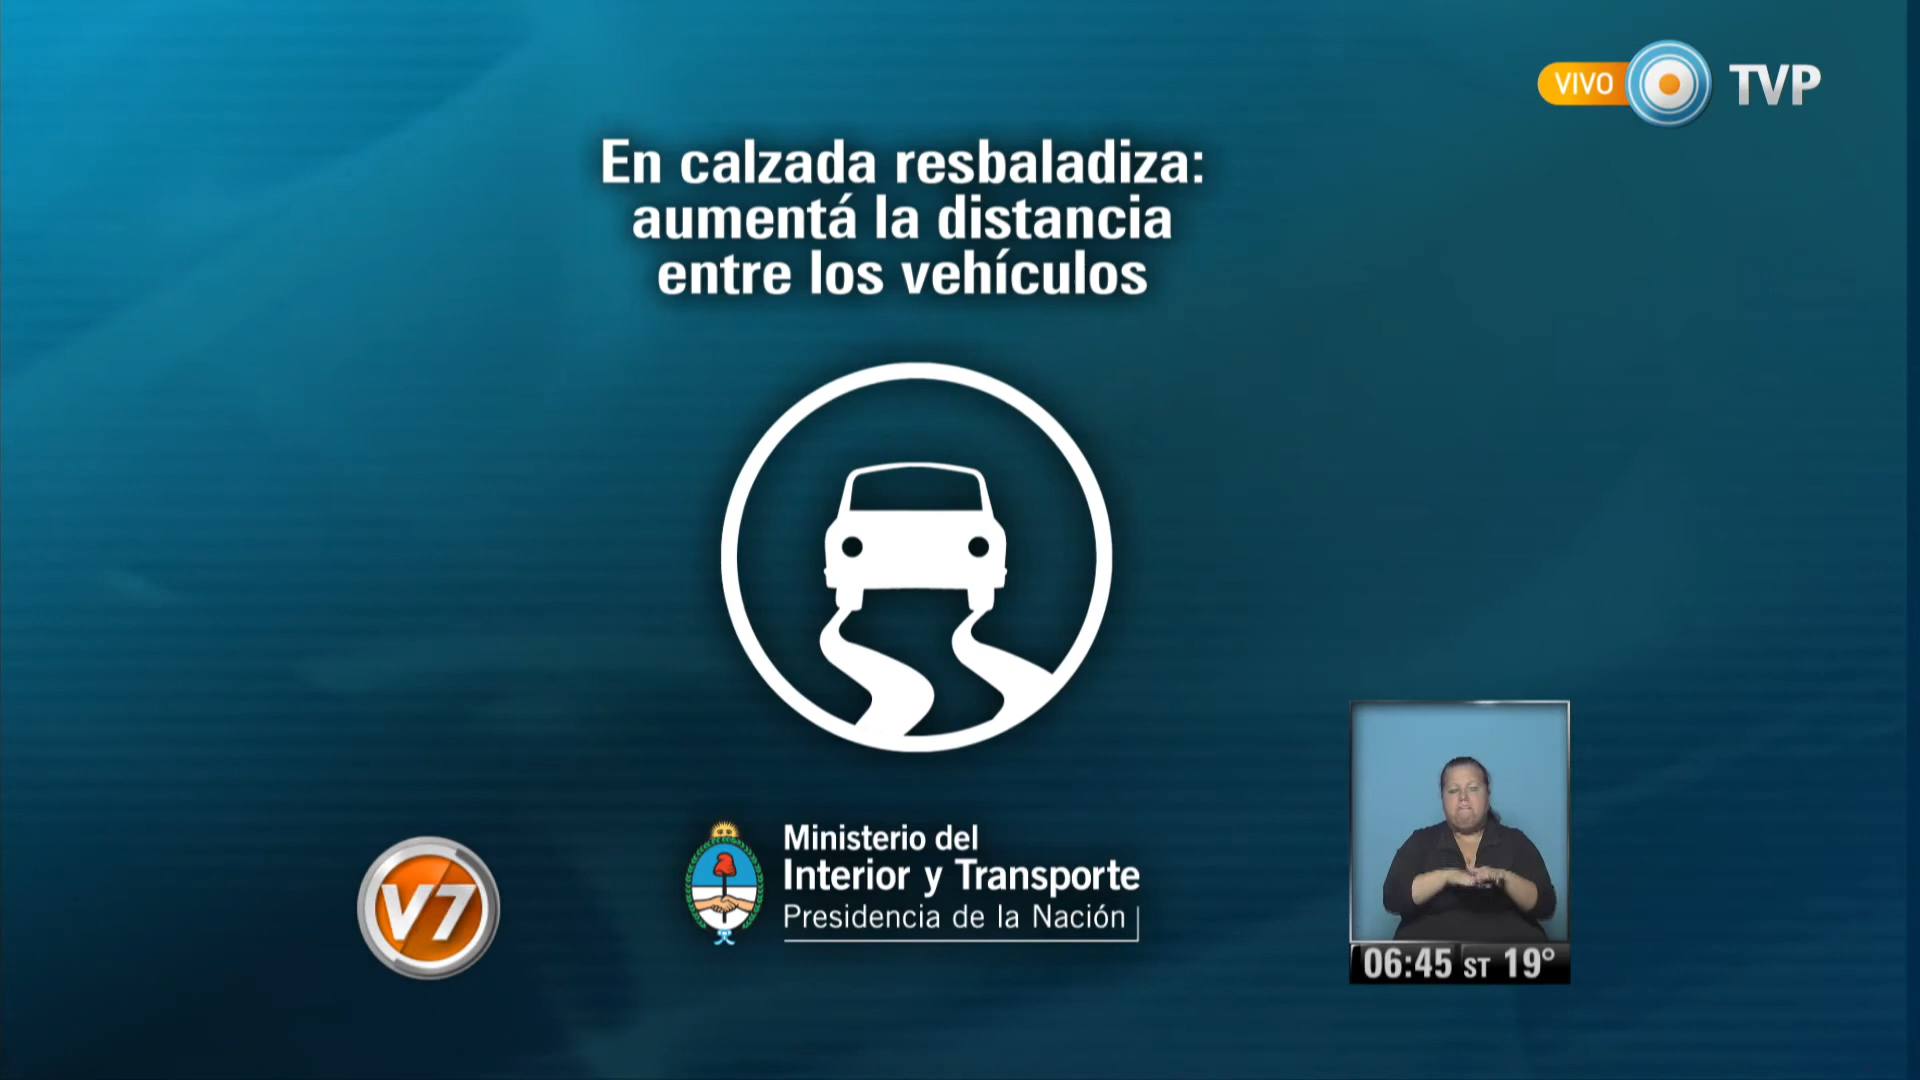 VIVO TVP
En calzada resbaladiza:
aumentá la distancia
entre los vehículos
Ministerio del
Interior y Transporte
Presidencia de la Nación
V7
06:45 ST 19°